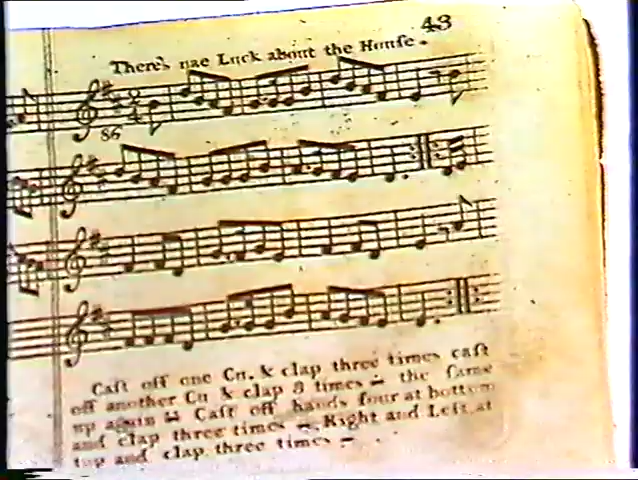 43
There's nae Luck about the Houſe.
86
2
4
Caſt off one Cu. & clap three times caſt
off another Cu & clap 3 times the ſame
up again Caſt off hands four at bottom
and clap three times Right and Left at
top and clap three times